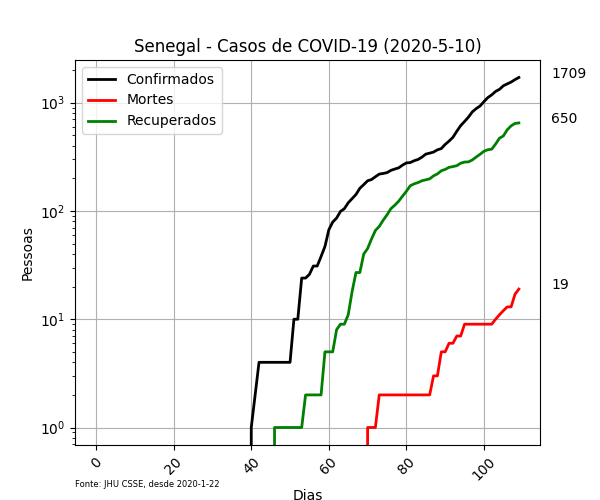 Senegal - Casos de COVID-19 (2020-5-10)
Confirmados
Mortes
Recuperados
1709
650
19
Pessoas
10³
10²
10¹
10⁰
0
20
40
60
80
100
Fonte: JHU CSSE, desde 2020-1-22
Dias